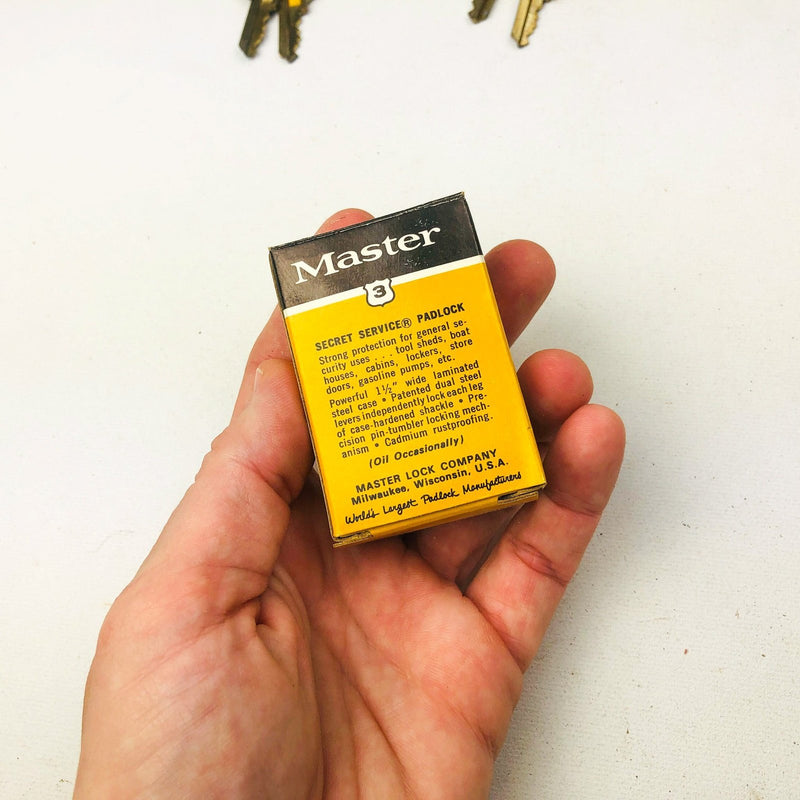 Master
3
SECRET SERVICE® PADLOCK
Strong protection for general se-
curity uses . . . tool sheds, boat
houses, cabins, lockers, store
doors, gasoline pumps, etc.
Powerful 1½" wide laminated
steel case • Patented dual steel
levers independently lock each leg
of case-hardened shackle • Pre-
cision pin-tumbler locking mech-
anism • Cadmium rustproofing.
(Oil Occasionally)
MASTER LOCK COMPANY
Milwaukee, Wisconsin, U.S.A.
World's Largest Padlock Manufacturers